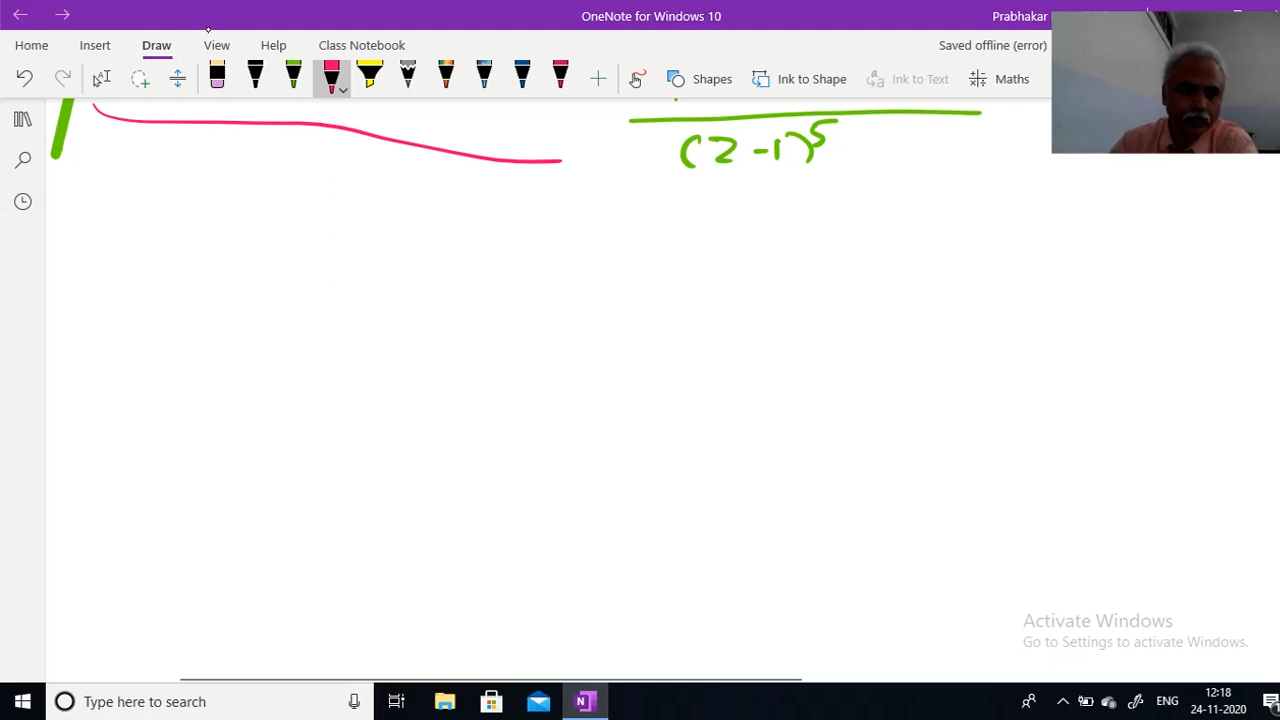 OneNote for Windows 10
Prabhakar
Home Insert Draw View Help Class Notebook
Saved offline (error)
Shapes Ink to Shape Ink to Text Maths
(2-1)^5
Activate Windows
Go to Settings to activate Windows.
Type here to search
ENG
12:18
24-11-2020